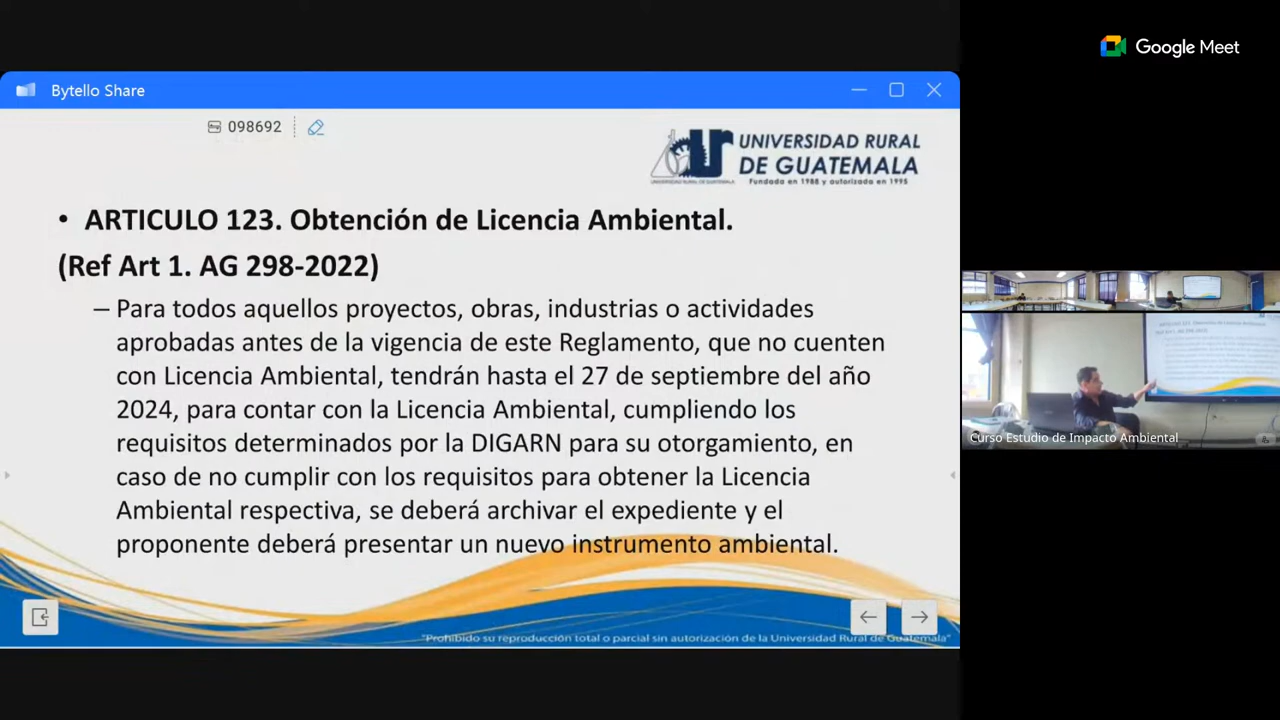 Google Meet
Bytello Share
098692
UNIVERSIDAD RURAL
DE GUATEMALA
Fundada en 1988 y autorizada en 1995
• ARTICULO 123. Obtención de Licencia Ambiental.
(Ref Art 1. AG 298-2022)
– Para todos aquellos proyectos, obras, industrias o actividades
aprobadas antes de la vigencia de este Reglamento, que no cuenten
con Licencia Ambiental, tendrán hasta el 27 de septiembre del año
2024, para contar con la Licencia Ambiental, cumpliendo los
requisitos determinados por la DIGARN para su otorgamiento, en
caso de no cumplir con los requisitos para obtener la Licencia
Ambiental respectiva, se deberá archivar el expediente y el
proponente deberá presentar un nuevo instrumento ambiental.
"Prohibido su reproducción total o parcial sin autorización de la Universidad Rural de Guatemala"
Curso Estudio de Impacto Ambiental